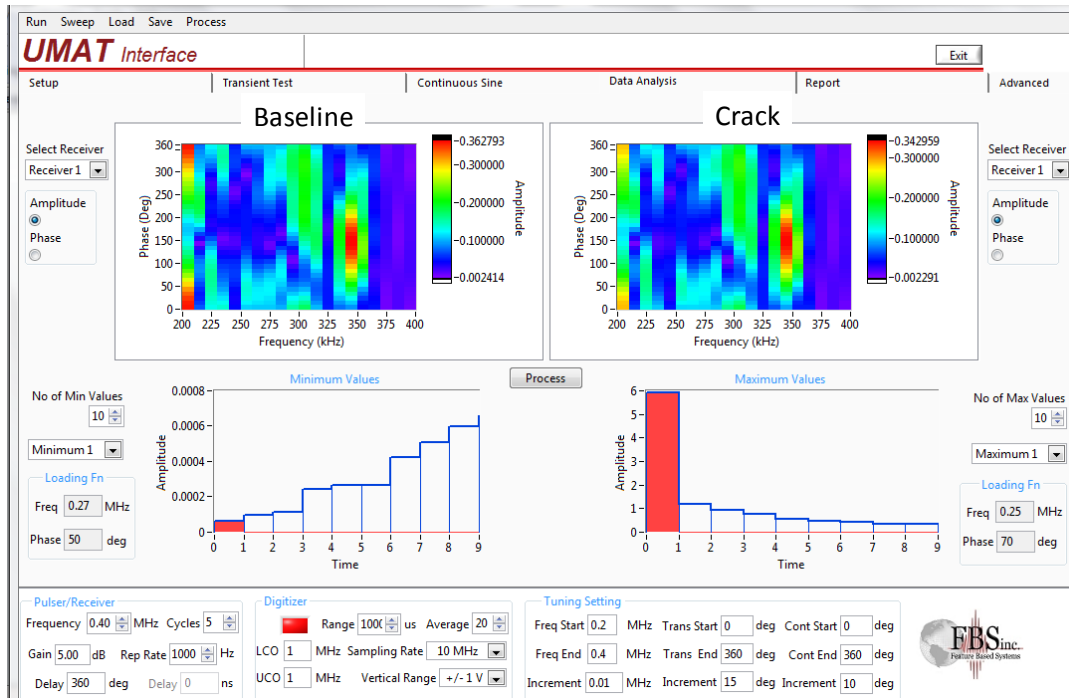 Run Sweep Load Save Process
UMAT Interface
Exit
Setup Transient Test Continuous Sine Data Analysis Report Advanced
Baseline
Crack
Select Receiver
Receiver 1
Amplitude
Phase
360
300
250
200
150
100
50
0
Phase (Deg)
200 225 250 275 300 325 350 375 400
Frequency (kHz)
0.362793
0.300000
0.200000
0.100000
0.002414
Amplitude
360
300
250
200
150
100
50
0
Phase (Deg)
200 225 250 275 300 325 350 375 400
Frequency (kHz)
0.342959
0.300000
0.200000
0.100000
0.002291
Amplitude
Select Receiver
Receiver 1
Amplitude
Phase
Process
No of Min Values
10
Minimum 1
Loading Fn
Freq 0.27 MHz
Phase 50 deg
Minimum Values
0.0008
0.0006
0.0004
0.0002
0
Amplitude
0 1 2 3 4 5 6 7 8 9
Time
Maximum Values
6
5
4
3
2
1
0
Amplitude
0 1 2 3 4 5 6 7 8 9
Time
No of Max Values
10
Maximum 1
Loading Fn
Freq 0.25 MHz
Phase 70 deg
Pulser/Receiver
Frequency 0.40 MHz Cycles 5
Gain 5.00 dB Rep Rate 1000 Hz
Delay 360 deg Delay 0 ns
Digitizer
Range 100( us Average 20
LCO 1 MHz Sampling Rate 10 MHz
UCO 1 MHz Vertical Range +/- 1 V
Tuning Setting
Freq Start 0.2 MHz Trans Start 0 deg Cont Start 0 deg
Freq End 0.4 MHz Trans End 360 deg Cont End 360 deg
Increment 0.01 MHz Increment 15 deg Increment 10 deg
FBS inc.
Feature Based Systems